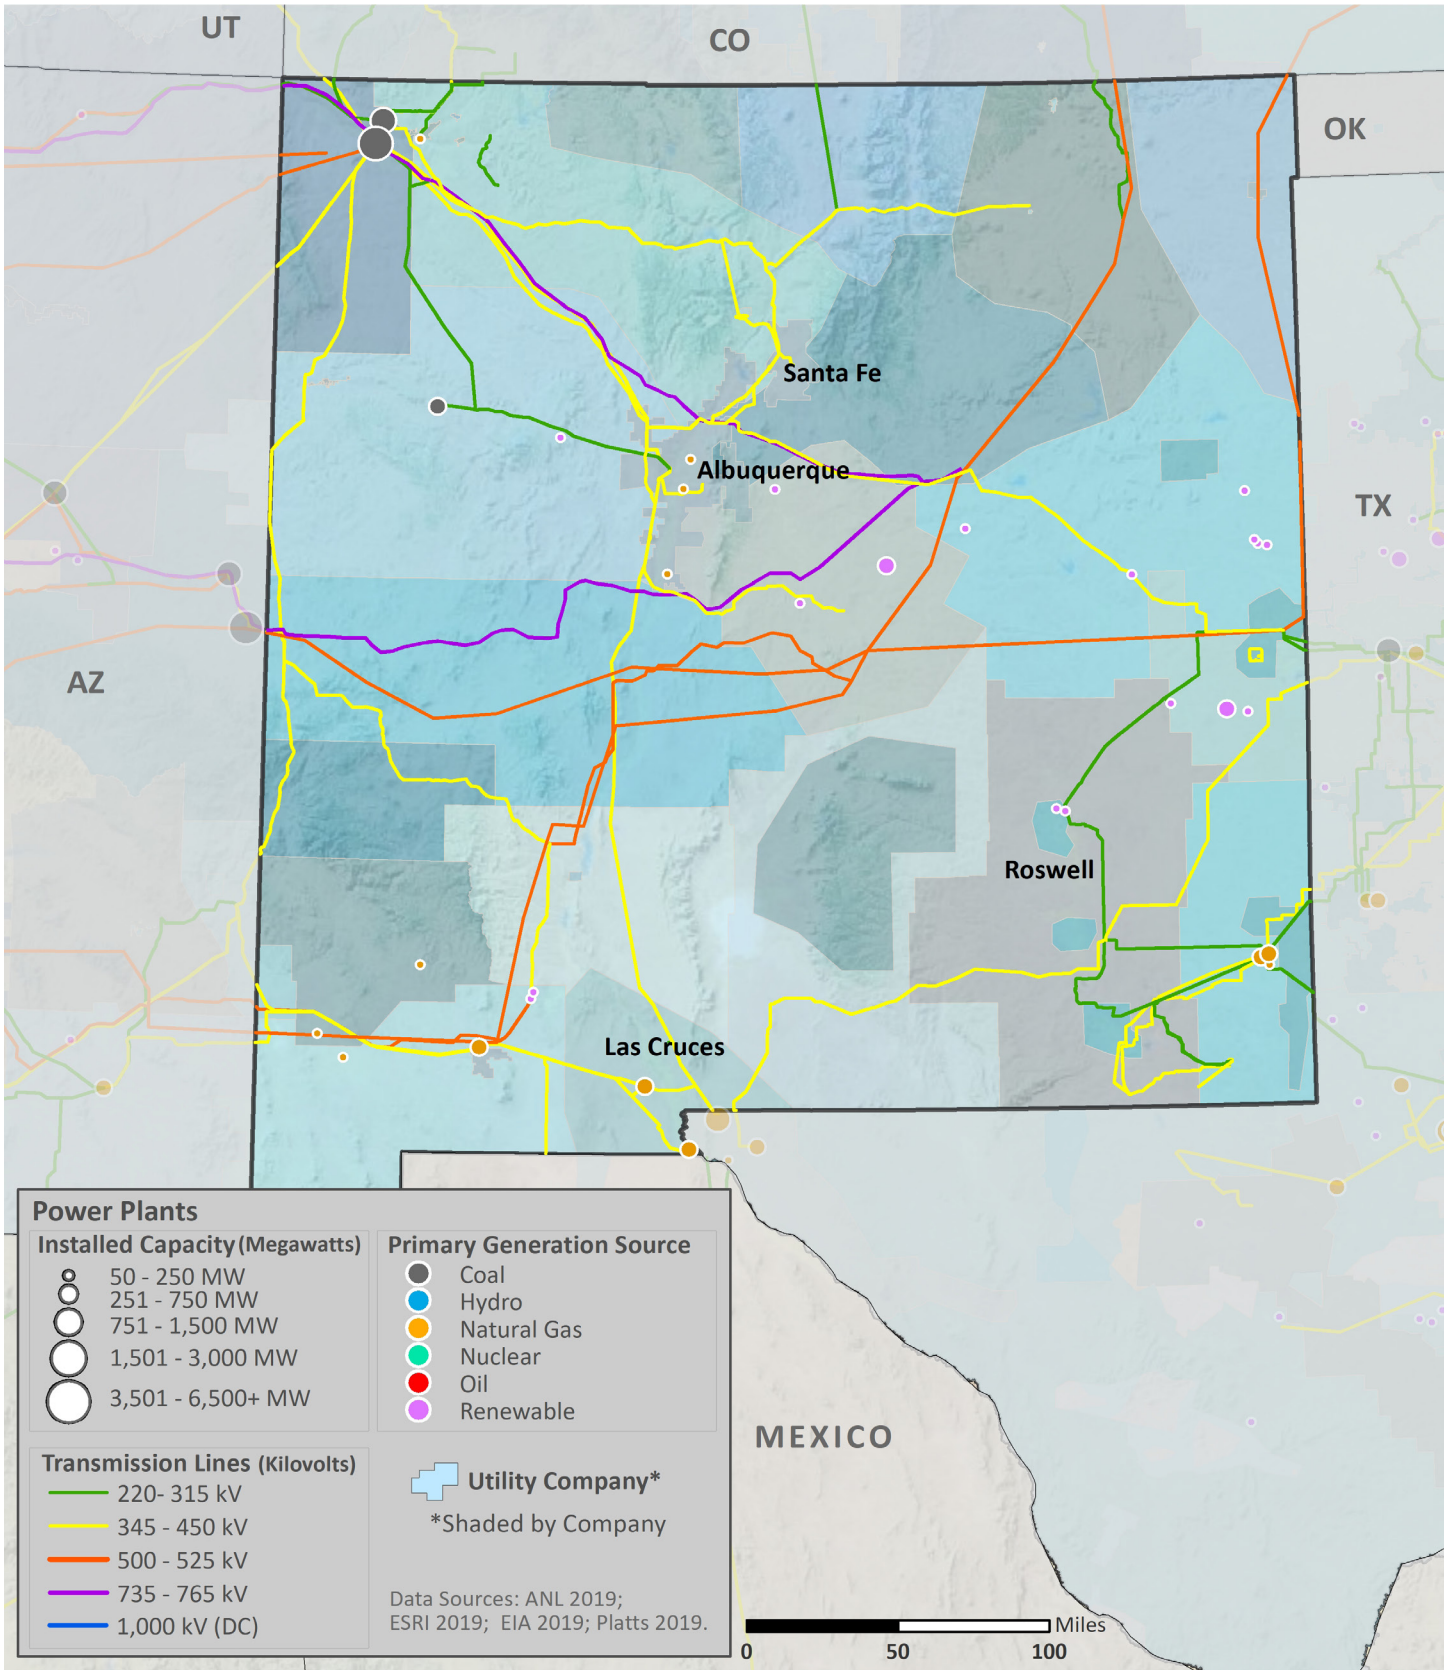 UT
CO
OK
Santa Fe
Albuquerque
TX
AZ
Roswell
Las Cruces
Power Plants
Installed Capacity (Megawatts)
50 - 250 MW
251 - 750 MW
751 - 1,500 MW
1,501 - 3,000 MW
3,501 - 6,500+ MW
Primary Generation Source
Coal
Hydro
Natural Gas
Nuclear
Oil
Renewable
Transmission Lines (Kilovolts)
220- 315 kV
345 - 450 kV
500 - 525 kV
735 - 765 kV
1,000 kV (DC)
Utility Company*
*Shaded by Company
Data Sources: ANL 2019;
ESRI 2019; EIA 2019; Platts 2019.
MEXICO
Miles
0 50 100